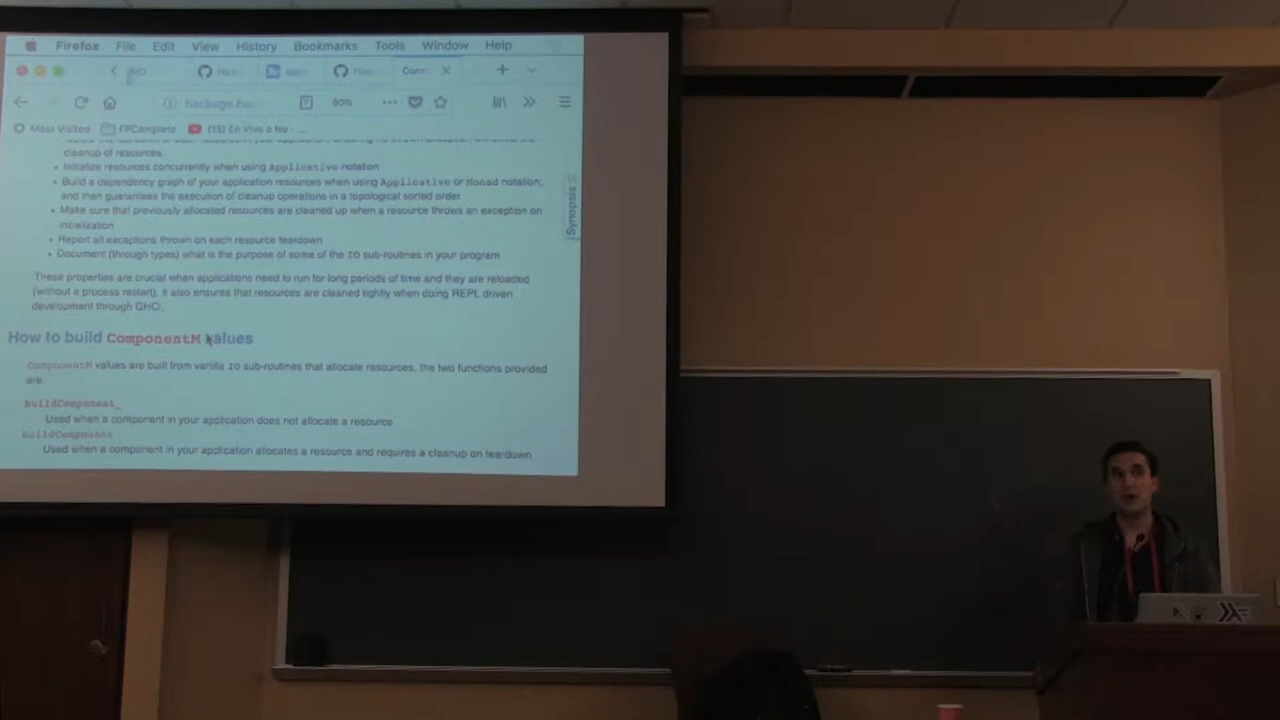 Firefox File Edit View History Bookmarks Tools Window Help
80%
Most Visited FPComplete (15) En Vivo o No - ...
cleanup of resources.
• Initialize resources concurrently when using Applicative notation
• Build a dependency graph of your application resources when using Applicative or Monad notation,
and then guarantees the execution of cleanup operations in a topological sorted order
• Make sure that previously allocated resources are cleaned up when a resource throws an exception on
initialization
• Report all exceptions thrown on each resource teardown
• Document (through types) what is the purpose of some of the IO sub-routines in your program
These properties are crucial when applications need to run for long periods of time and they are reloaded
(without a process restart). It also ensures that resources are cleaned tightly when doing REPL driven
development through GHCi.
How to build ComponentM values
ComponentM values are built from vanilla IO sub-routines that allocate resources, the two functions provided
are
buildComponent_
Used when a component in your application does not allocate a resource
buildComponent
Used when a component in your application allocates a resource and requires a cleanup on teardown
Synopsis